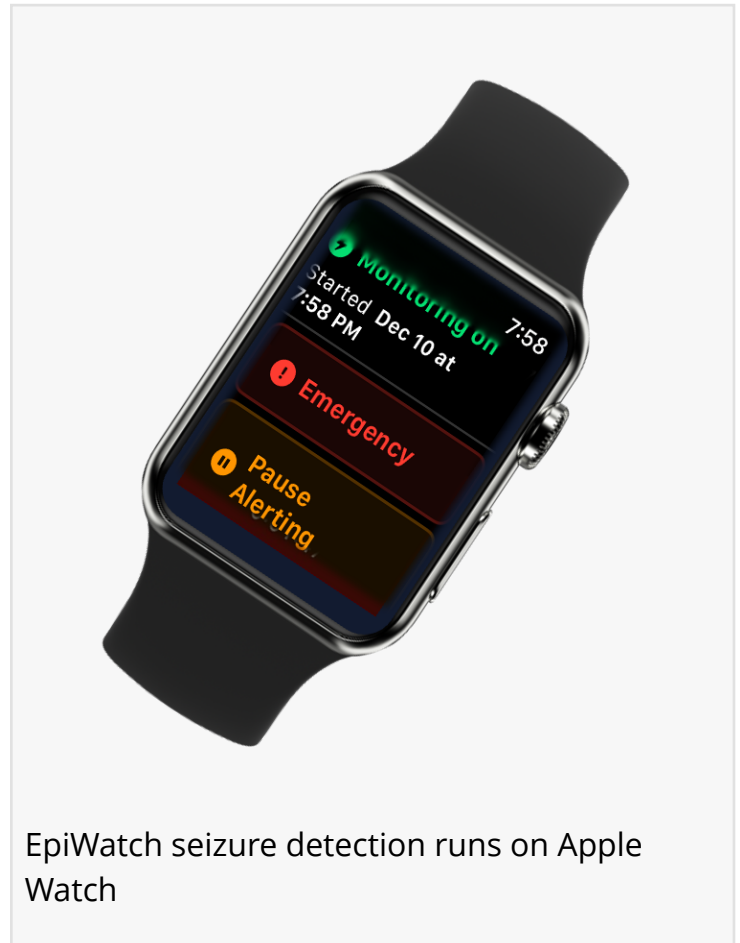 Monitoring on
7:58
Started Dec 10 at
7:58 PM
Emergency
Pause
Alerting
EpiWatch seizure detection runs on Apple
Watch